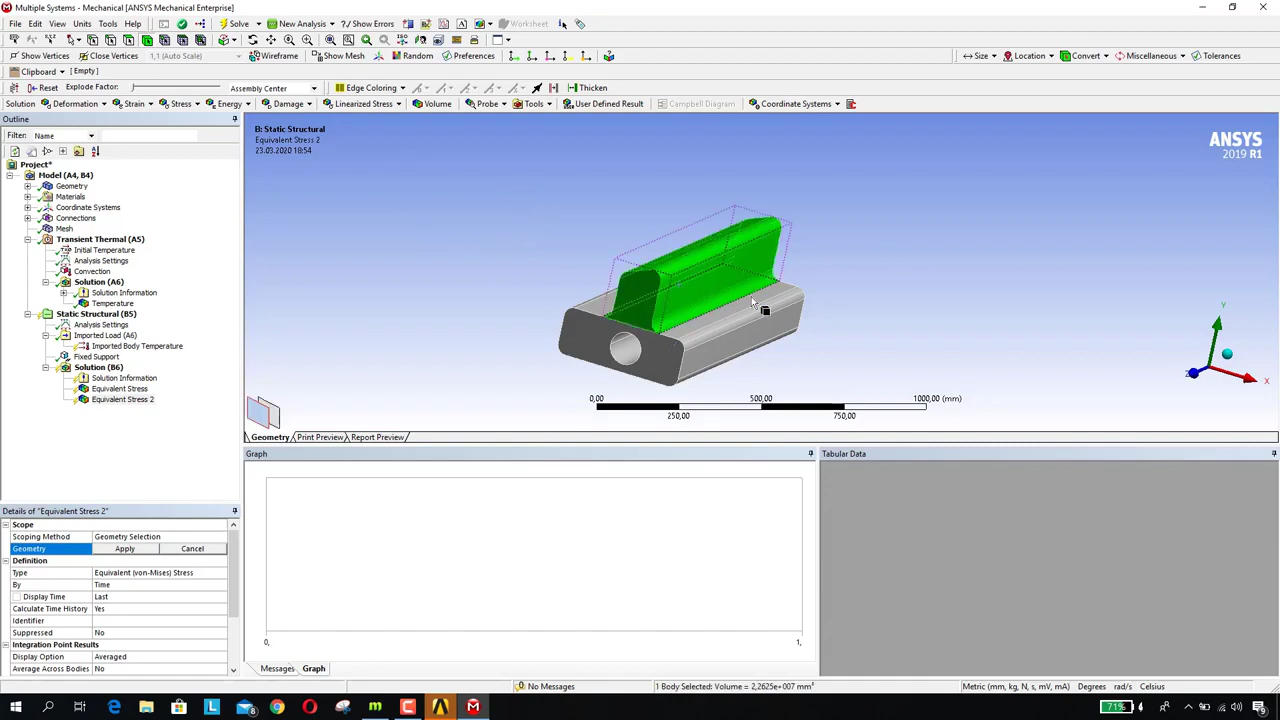 Multiple Systems - Mechanical [ANSYS Mechanical Enterprise]
File Edit View Units Tools Help Solve New Analysis ?/ Show Errors Worksheet
Show Vertices Close Vertices 1,1 (Auto Scale) Wireframe Show Mesh Random Preferences Size Location Convert Miscellaneous Tolerances
Clipboard [ Empty ]
Reset Explode Factor: Assembly Center Edge Coloring Thicken
Solution Deformation Strain Stress Energy Damage Linearized Stress Volume Probe Tools User Defined Result Campbell Diagram Coordinate Systems
Outline
Filter: Name
Project*
Model (A4, B4)
Geometry
Materials
Coordinate Systems
Connections
Mesh
Transient Thermal (A5)
Initial Temperature
Analysis Settings
Convection
Solution (A6)
Solution Information
Temperature
Static Structural (B5)
Analysis Settings
Imported Load (A6)
Imported Body Temperature
Fixed Support
Solution (B6)
Solution Information
Equivalent Stress
Equivalent Stress 2
B: Static Structural
Equivalent Stress 2
23.03.2020 18:54
ANSYS
2019 R1
Y
X
Z
0,00 500,00 1000,00 (mm)
250,00 750,00
Geometry Print Preview Report Preview
Details of "Equivalent Stress 2"
Scope
Scoping Method Geometry Selection
Geometry Apply Cancel
Definition
Type Equivalent (von-Mises) Stress
By Time
Display Time Last
Calculate Time History Yes
Identifier
Suppressed No
Integration Point Results
Display Option Averaged
Average Across Bodies No
Graph
0, 1,
Messages Graph
Tabular Data
No Messages 1 Body Selected: Volume = 2,2625e+007 mm³ Metric (mm, kg, N, s, mV, mA) Degrees rad/s Celsius
71%